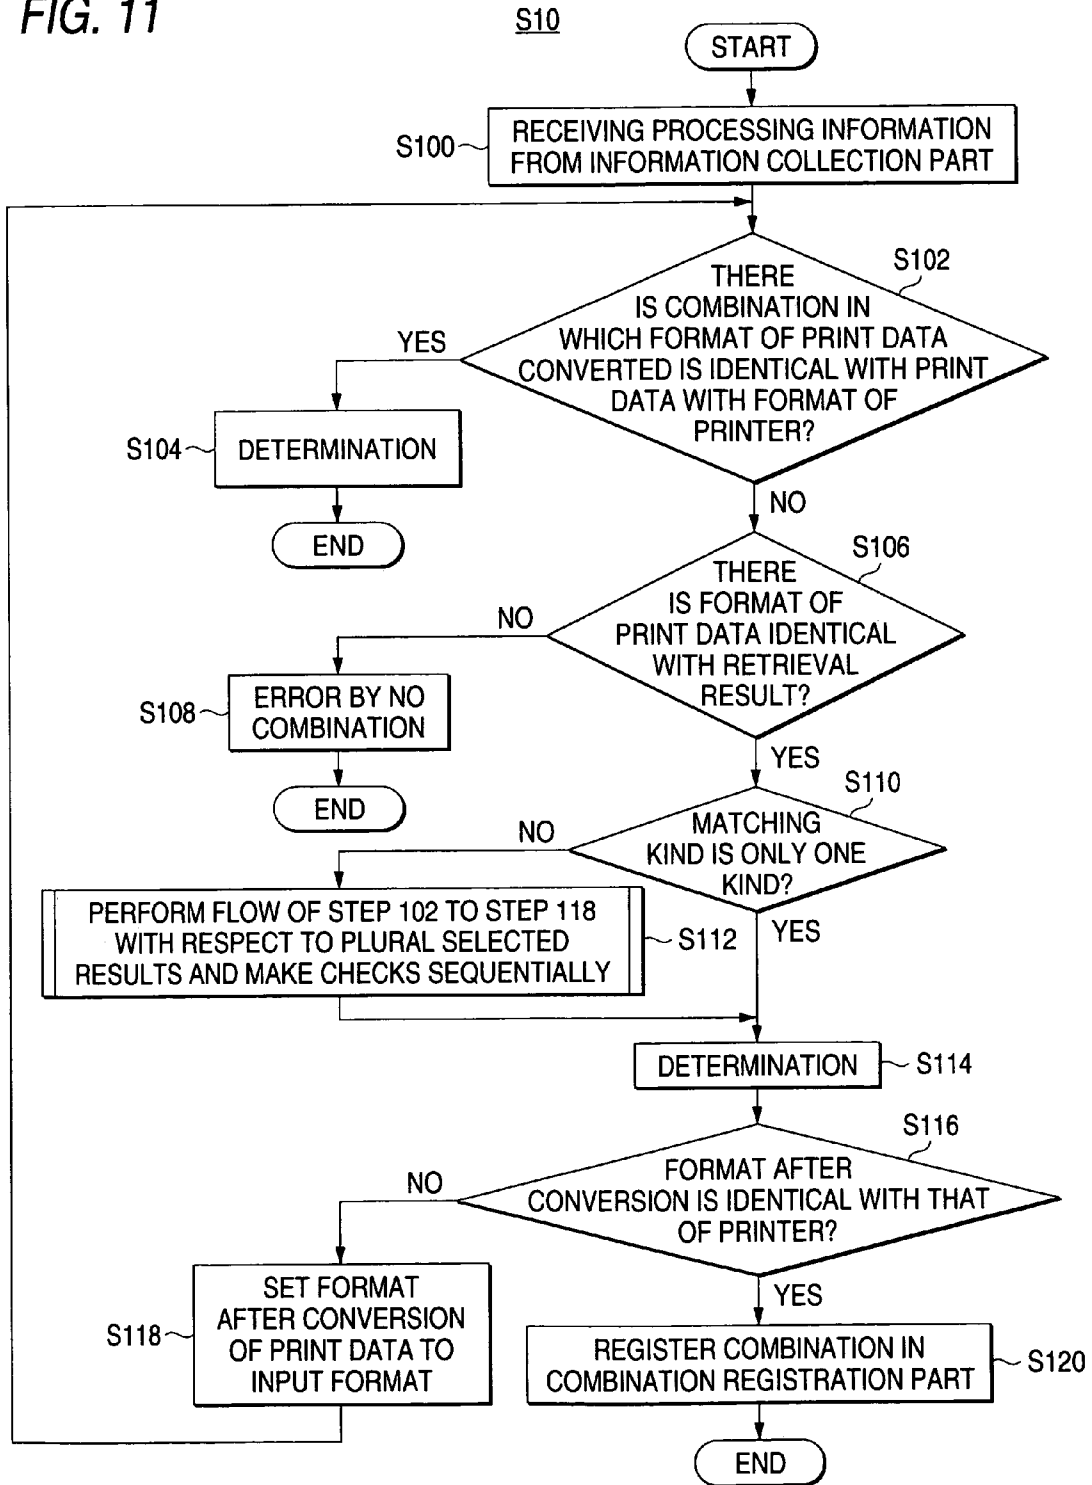 FIG. 11
S10
START
S100
RECEIVING PROCESSING INFORMATION
FROM INFORMATION COLLECTION PART
S102
THERE
IS COMBINATION IN
WHICH FORMAT OF PRINT DATA
CONVERTED IS IDENTICAL WITH PRINT
DATA WITH FORMAT OF
PRINTER?
YES
S104
DETERMINATION
END
NO
S106
THERE
IS FORMAT OF
PRINT DATA IDENTICAL
WITH RETRIEVAL
RESULT?
NO
S108
ERROR BY NO
COMBINATION
END
YES
S110
MATCHING
KIND IS ONLY ONE
KIND?
NO
PERFORM FLOW OF STEP 102 TO STEP 118
WITH RESPECT TO PLURAL SELECTED
RESULTS AND MAKE CHECKS SEQUENTIALLY
S112
YES
DETERMINATION
S114
S116
FORMAT AFTER
CONVERSION IS IDENTICAL WITH THAT
OF PRINTER?
NO
S118
SET FORMAT
AFTER CONVERSION
OF PRINT DATA TO
INPUT FORMAT
YES
REGISTER COMBINATION IN
COMBINATION REGISTRATION PART
S120
END